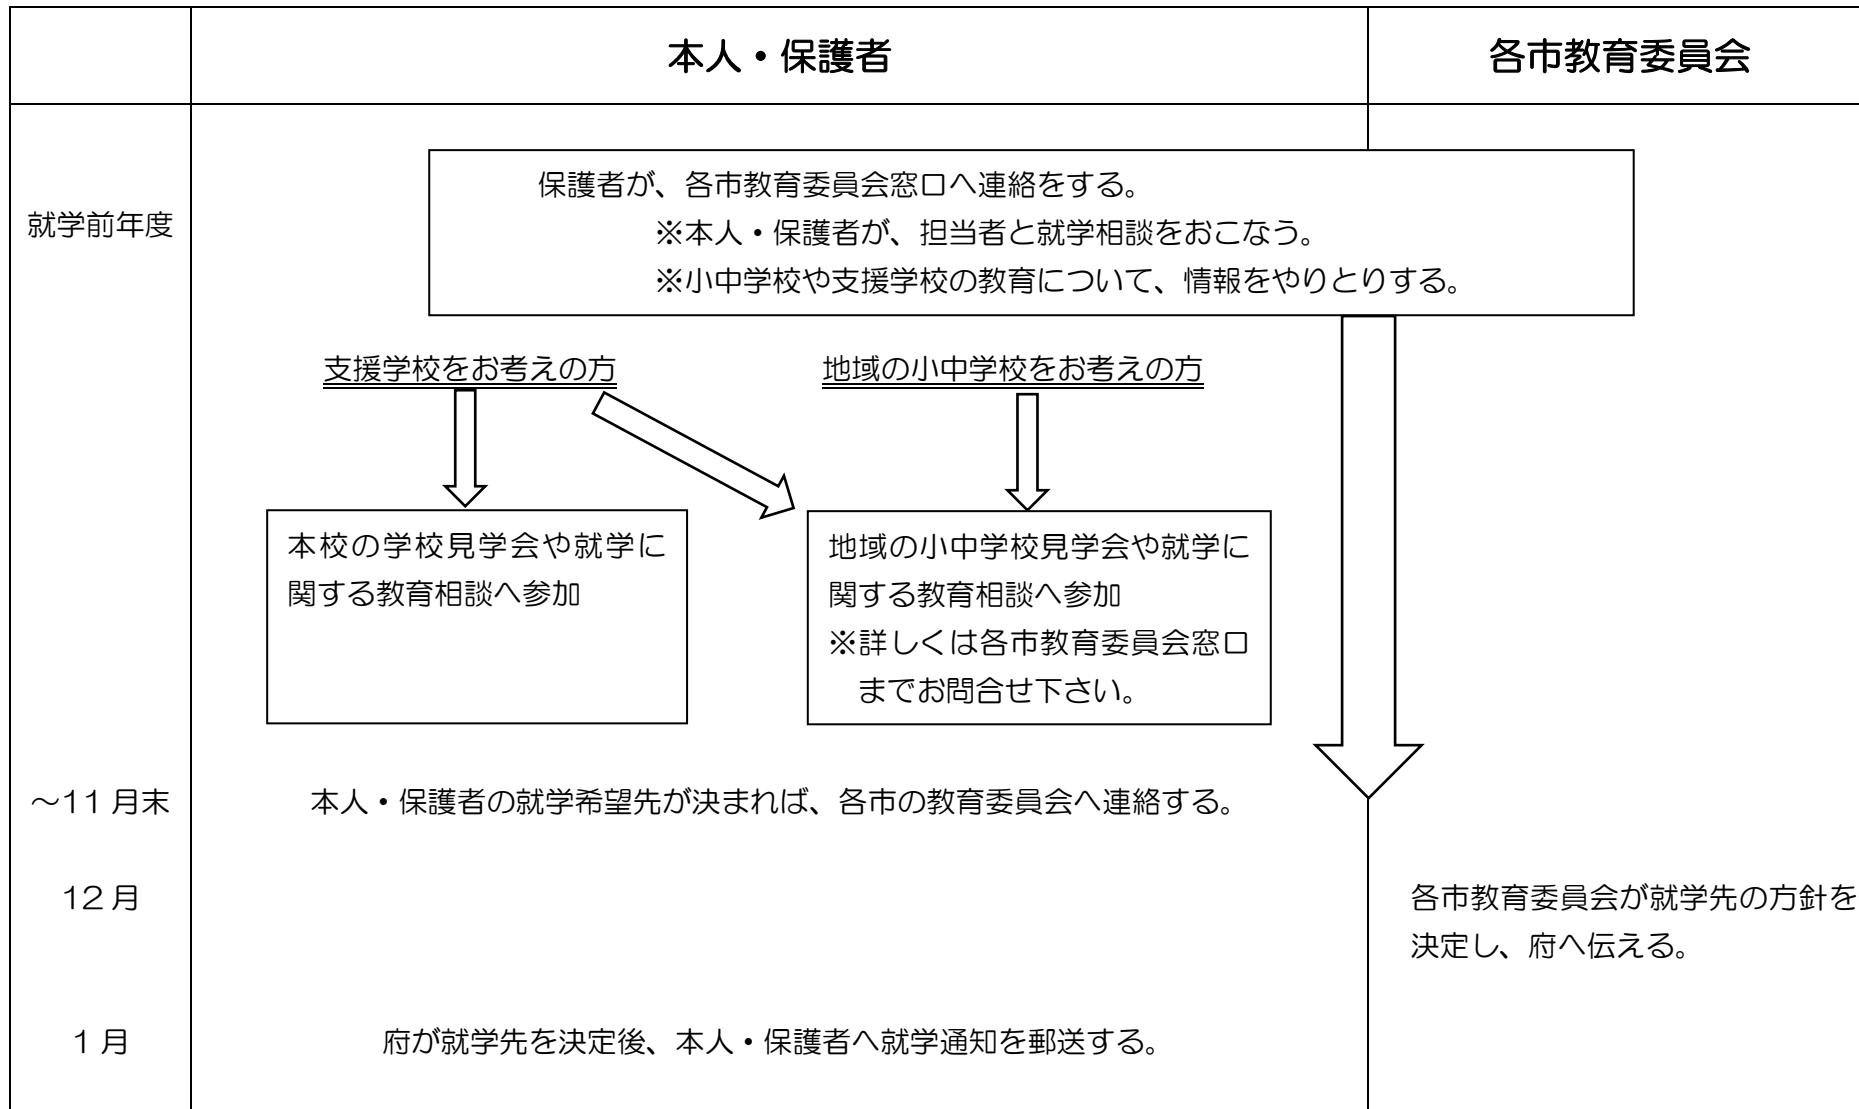 本人・保護者
各市教育委員会
就学前年度
保護者が、各市教育委員会窓口へ連絡をする。
※本人・保護者が、担当者と就学相談をおこなう。
※小中学校や支援学校の教育について、情報をやりとりする。
支援学校をお考えの方
地域の小中学校をお考えの方
本校の学校見学会や就学に
関する教育相談へ参加
地域の小中学校見学会や就学に
関する教育相談へ参加
※詳しくは各市教育委員会窓口
までお問合せ下さい。
～11月末
本人・保護者の就学希望先が決まれば、各市の教育委員会へ連絡する。
12月
各市教育委員会が就学先の方針を
決定し、府へ伝える。
1月
府が就学先を決定後、本人・保護者へ就学通知を郵送する。